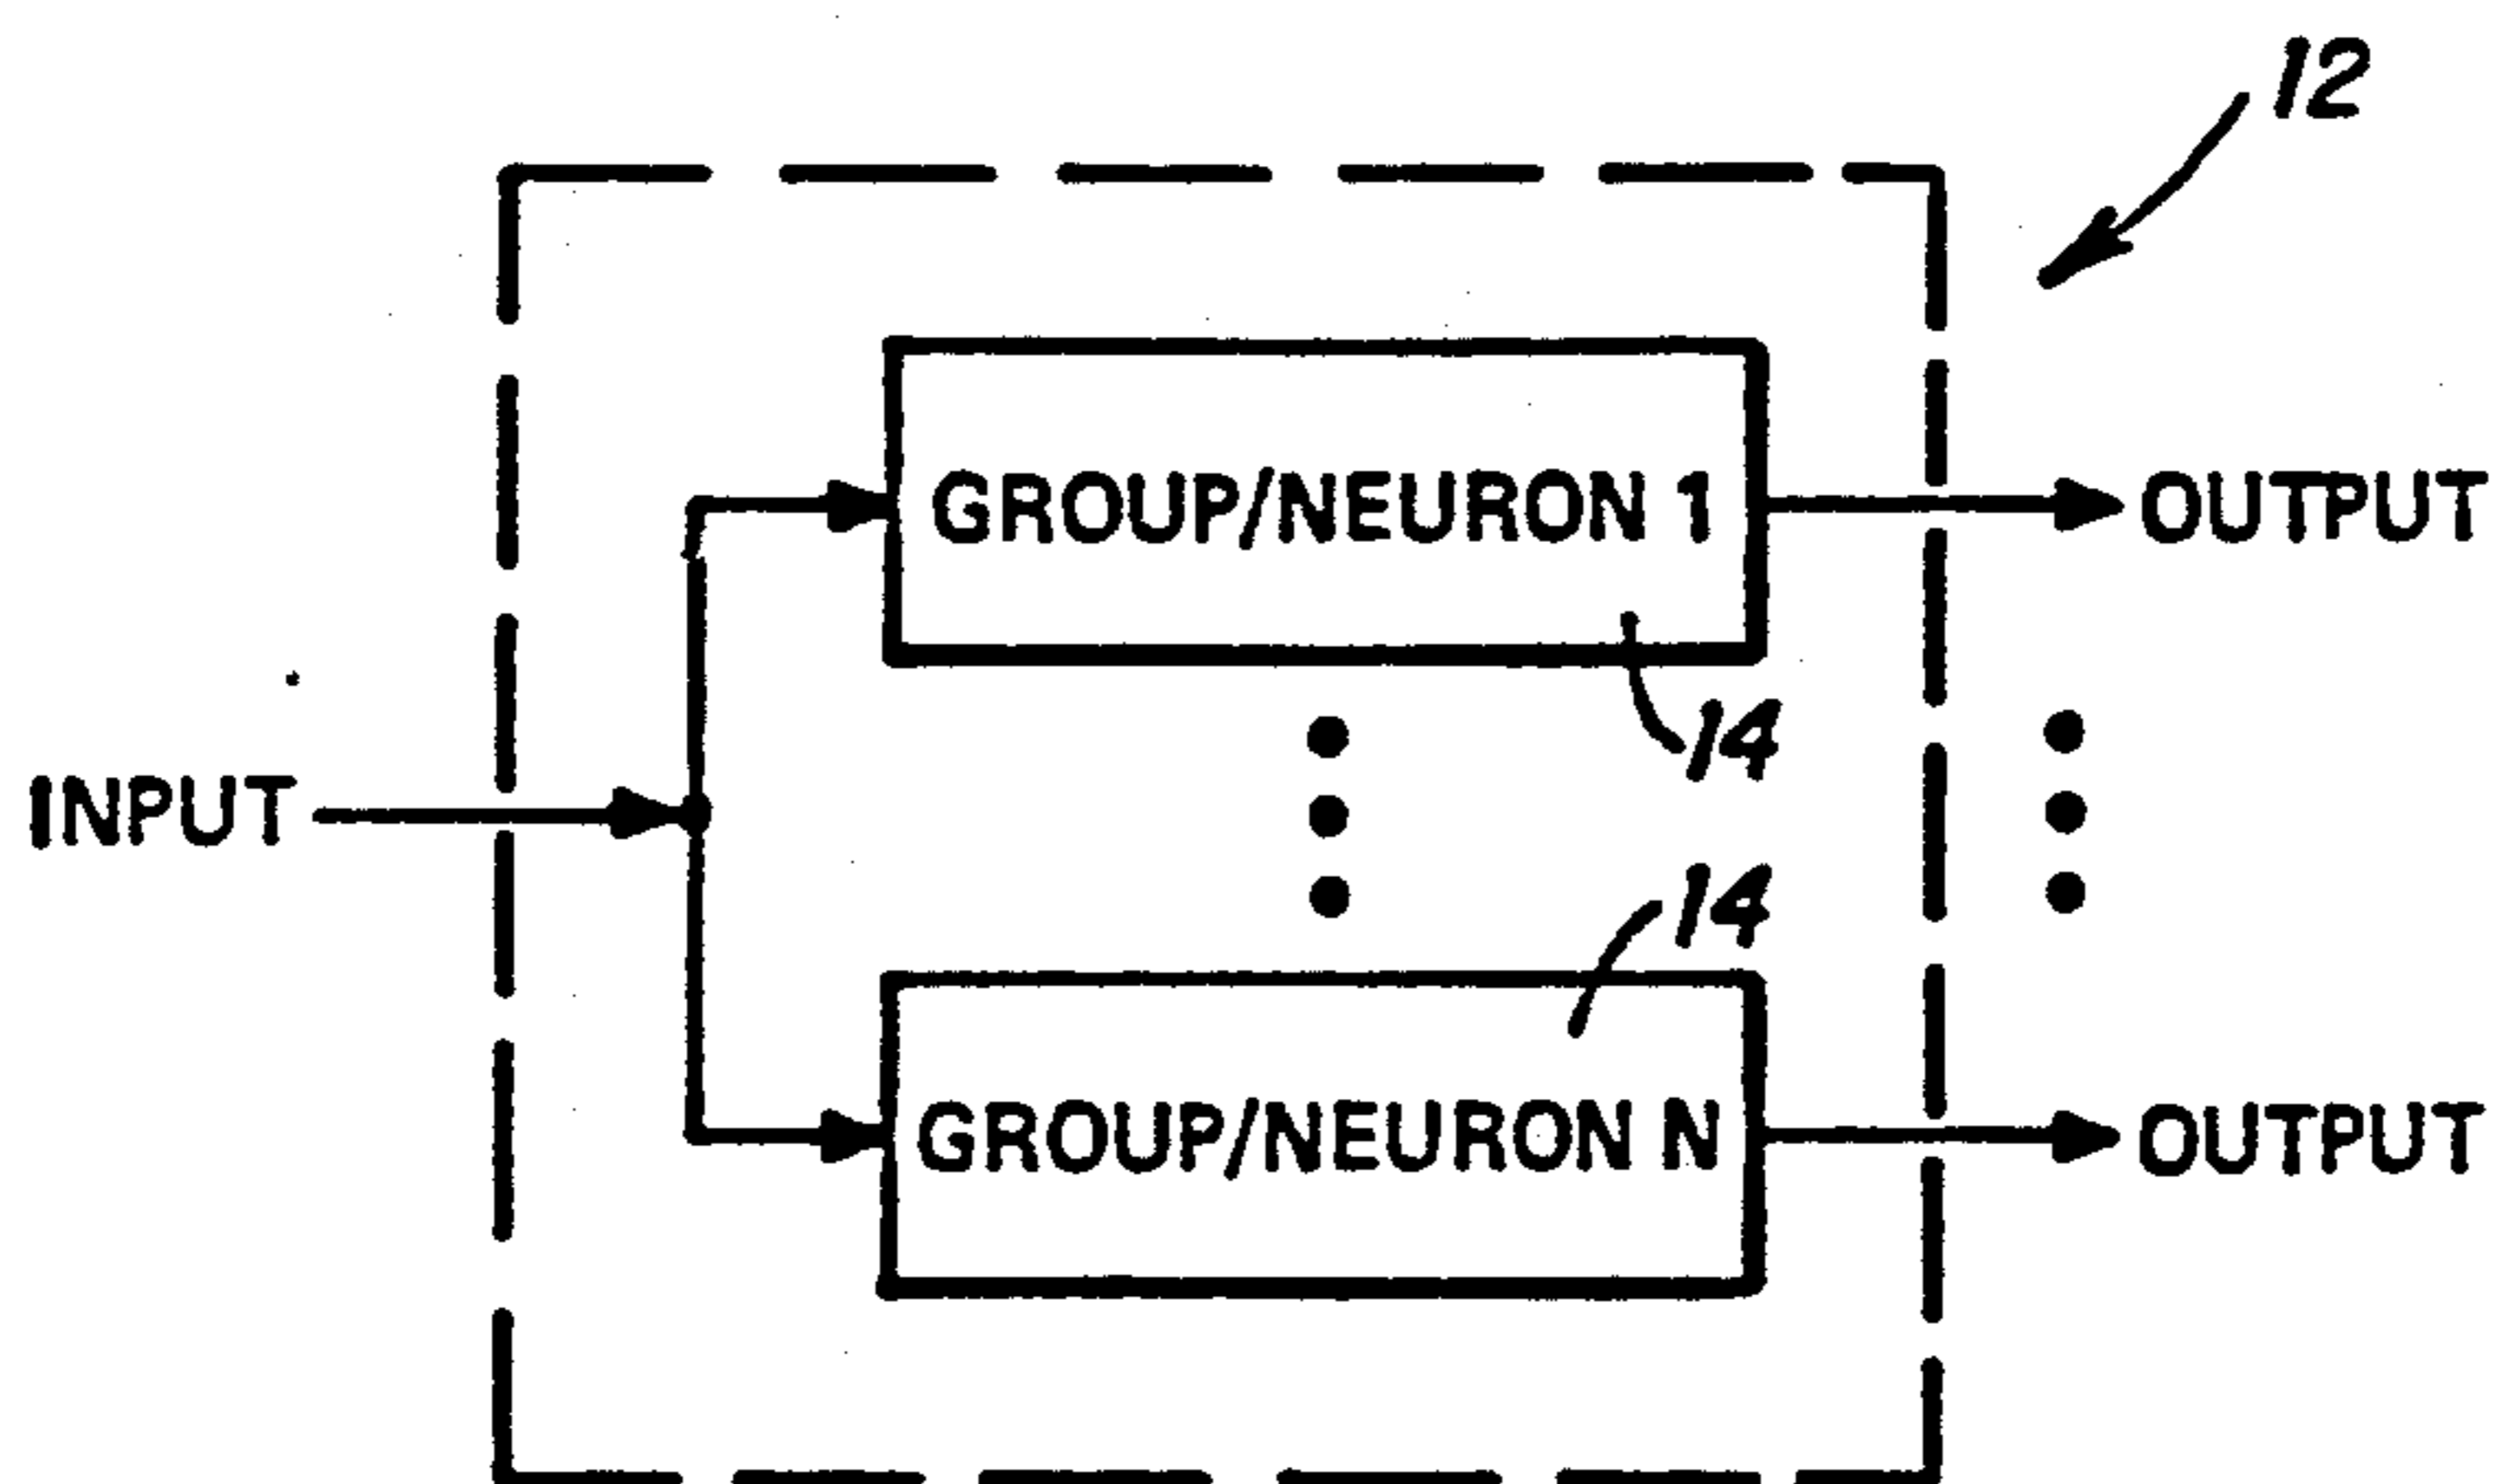 12
GROUP/NEURON 1
OUTPUT
14
INPUT
14
GROUP/NEURON N
OUTPUT